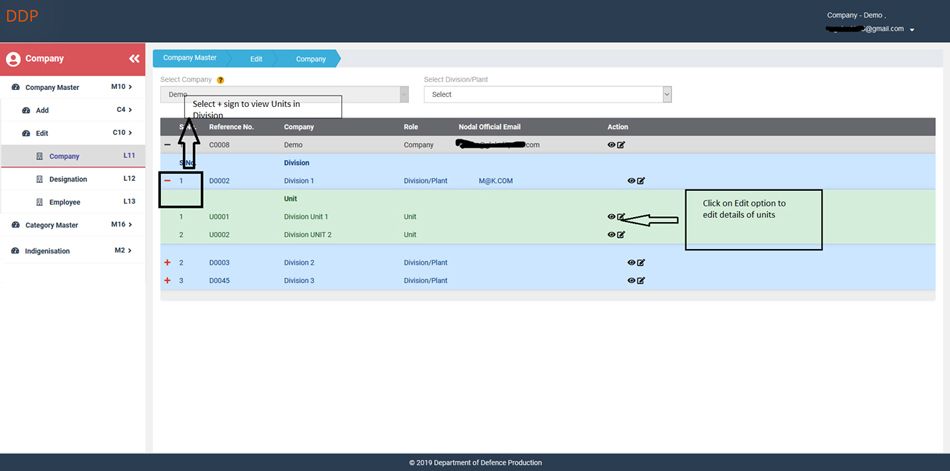 DDP
Company - Demo ,
@gmail.com
Company
Company Master M10
Add C4
Edit C10
Company L11
Designation L12
Employee L13
Category Master M16
Indigenisation M2
Company Master Edit Company
Select Company ? Select Division/Plant
Demo Select
Select + sign to view Units in
Division
Reference No. Company Role Nodal Official Email Action
C0008 Demo Company .com
Division
1 D0002 Division 1 Division/Plant M@K.COM
Unit
1 U0001 Division Unit 1 Unit
2 U0002 Division UNIT 2 Unit
2 D0003 Division 2 Division/Plant
3 D0045 Division 3 Division/Plant
Click on Edit option to
edit details of units
© 2019 Department of Defence Production